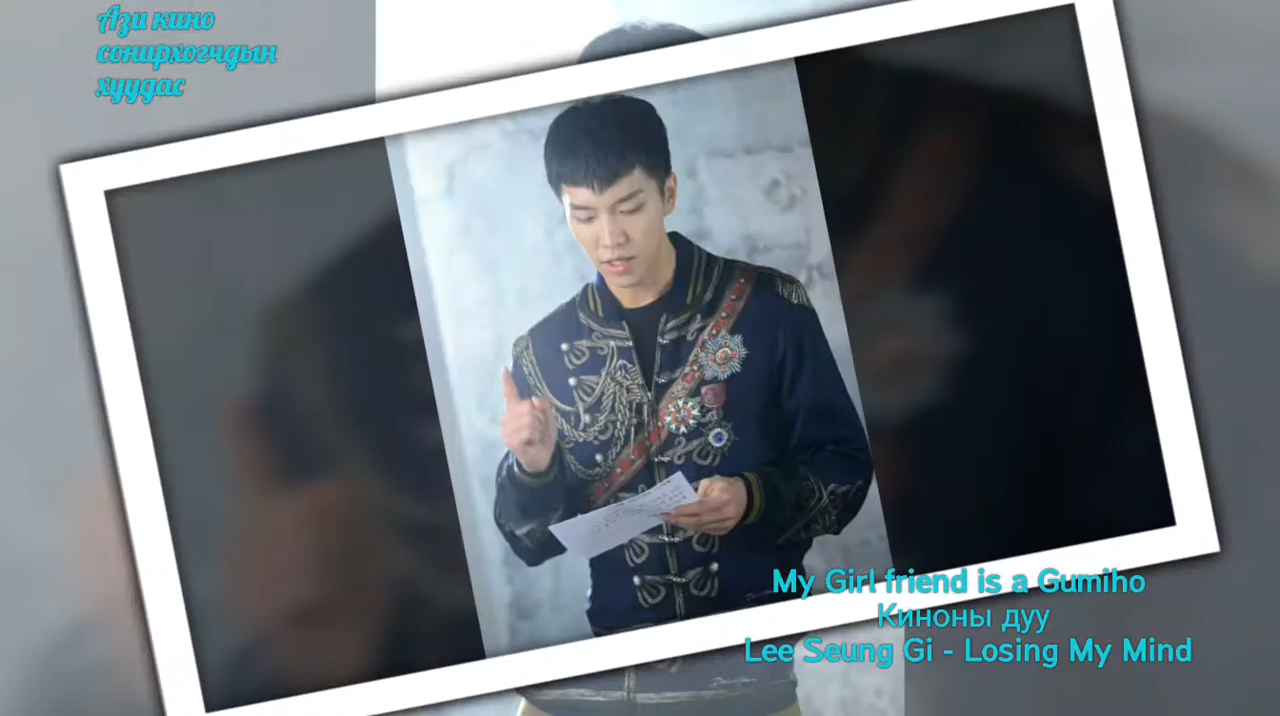 Ази кино
сонирхогчдын
хуудас
My Girl friend is a Gumiho
Киноны дуу
Lee Seung Gi - Losing My Mind